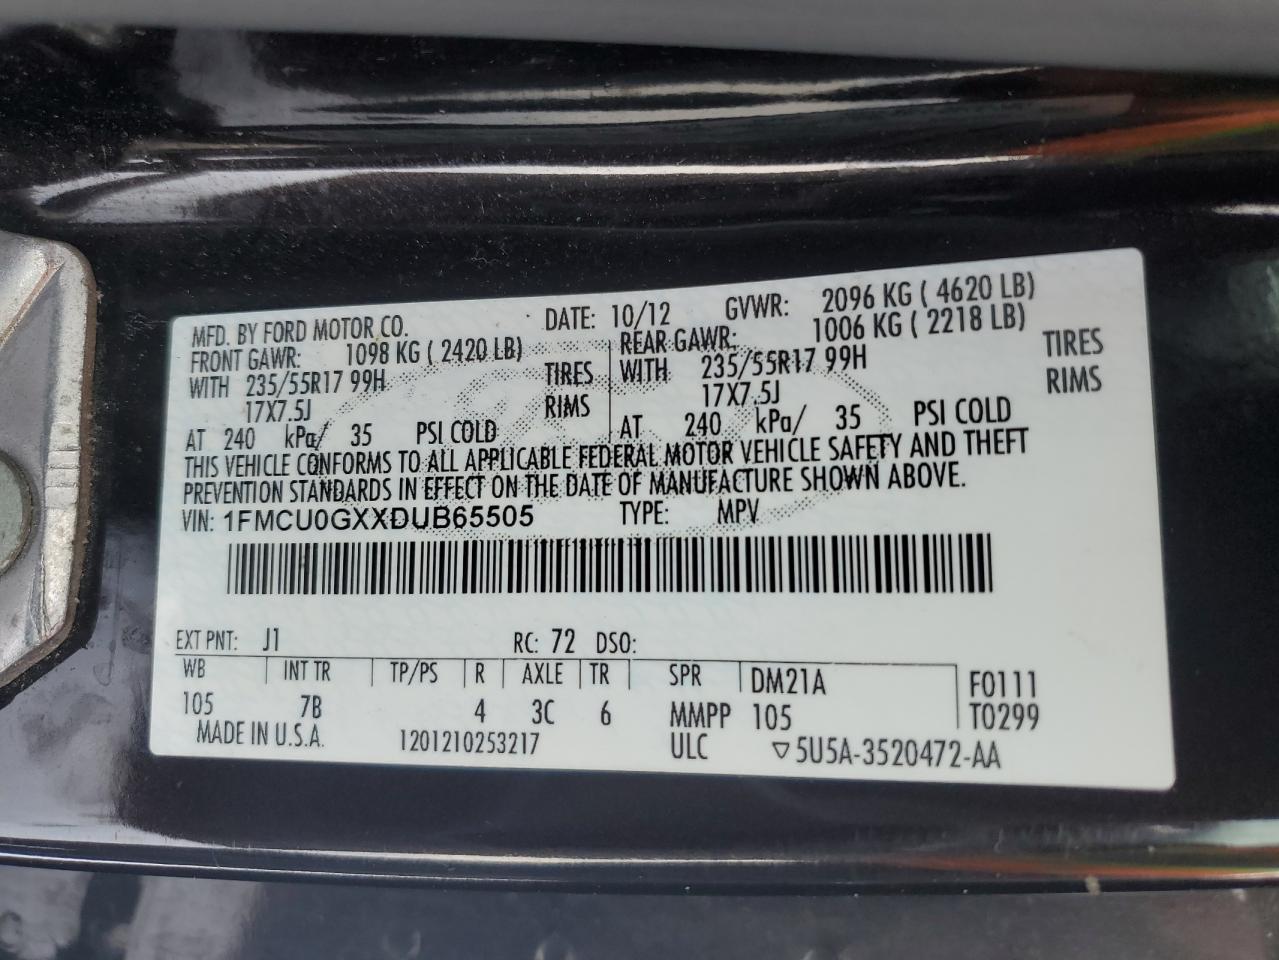 MFD. BY FORD MOTOR CO. DATE: 10/12 GVWR: 2096 KG ( 4620 LB)
FRONT GAWR: 1098 KG ( 2420 LB) REAR GAWR: 1006 KG ( 2218 LB)
WITH 235/55R17 99H TIRES WITH 235/55R17 99H TIRES
17X7.5J RIMS 17X7.5J RIMS
AT 240 kPa/ 35 PSI COLD AT 240 kPa/ 35 PSI COLD
THIS VEHICLE CONFORMS TO ALL APPLICABLE FEDERAL MOTOR VEHICLE SAFETY AND THEFT
PREVENTION STANDARDS IN EFFECT ON THE DATE OF MANUFACTURE SHOWN ABOVE.
VIN: 1FMCU0GXXDUB65505 TYPE: MPV
EXT PNT: J1 RC: 72 DSO:
WB INT TR TP/PS R AXLE TR SPR DM21A F0111
105 7B 4 3C 6 MMPP 105 T0299
MADE IN U.S.A. 1201210253217 ULC ▽5U5A-3520472-AA